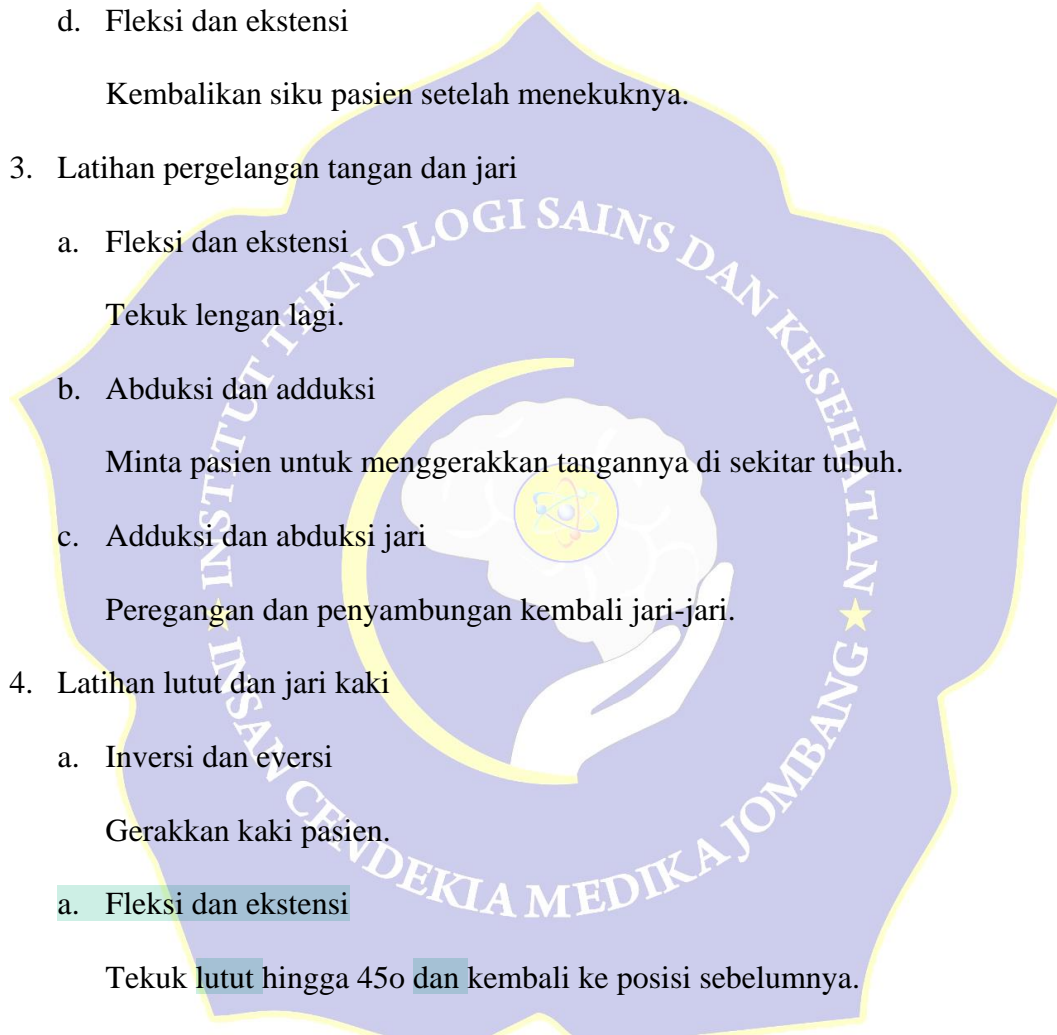 d. Fleksi dan ekstensi
Kembalikan siku pasien setelah menekuknya.
3. Latihan pergelangan tangan dan jari
a. Fleksi dan ekstensi
Tekuk lengan lagi.
b. Abduksi dan adduksi
Minta pasien untuk menggerakkan tangannya di sekitar tubuh.
c. Adduksi dan abduksi jari
Peregangan dan penyambungan kembali jari-jari.
4. Latihan lutut dan jari kaki
a. Inversi dan eversi
Gerakkan kaki pasien.
a. Fleksi dan ekstensi
Tekuk lutut hingga 45o dan kembali ke posisi sebelumnya.
INSTITUT TEKNOLOGI SAINS DAN KESEHATAN
INSAN CENDEKIA MEDIKA JOMBANG